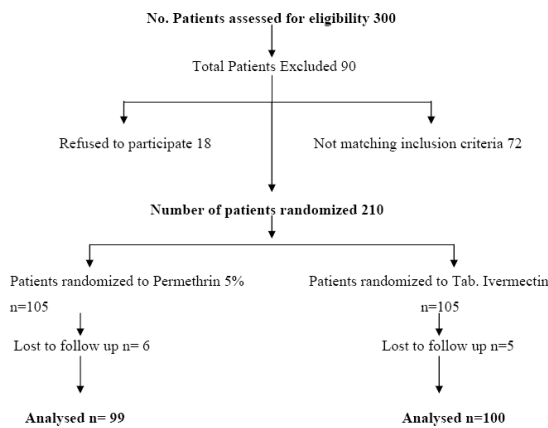 No. Patients assessed for eligibility 300
Total Patients Excluded 90
Refused to participate 18
Not matching inclusion criteria 72
Number of patients randomized 210
Patients randomized to Permethrin 5%
n=105
Patients randomized to Tab. Ivermectin
n=105
Lost to follow up n= 6
Lost to follow up n=5
Analysed n= 99
Analysed n=100